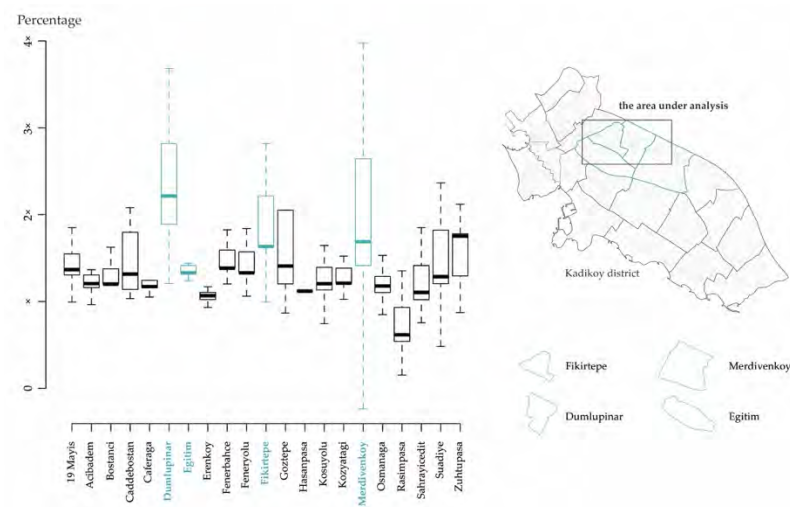 Percentage
4×
3×
2×
×
0
19 Mayis
Acibadem
Bostanci
Caddebostan
Caferaga
Dumlupinar
Egitim
Erenkoy
Fenerbahce
Feneryolu
Fikirtepe
Goztepe
Hasanpasa
Kosuyolu
Kozyatagi
Merdivenkoy
Osmanaga
Rasimpasa
Sahrayicedit
Suadiye
Zuhtupasa
the area under analysis
Kadikoy district
Fikirtepe
Merdivenkoy
Dumlupinar
Egitim